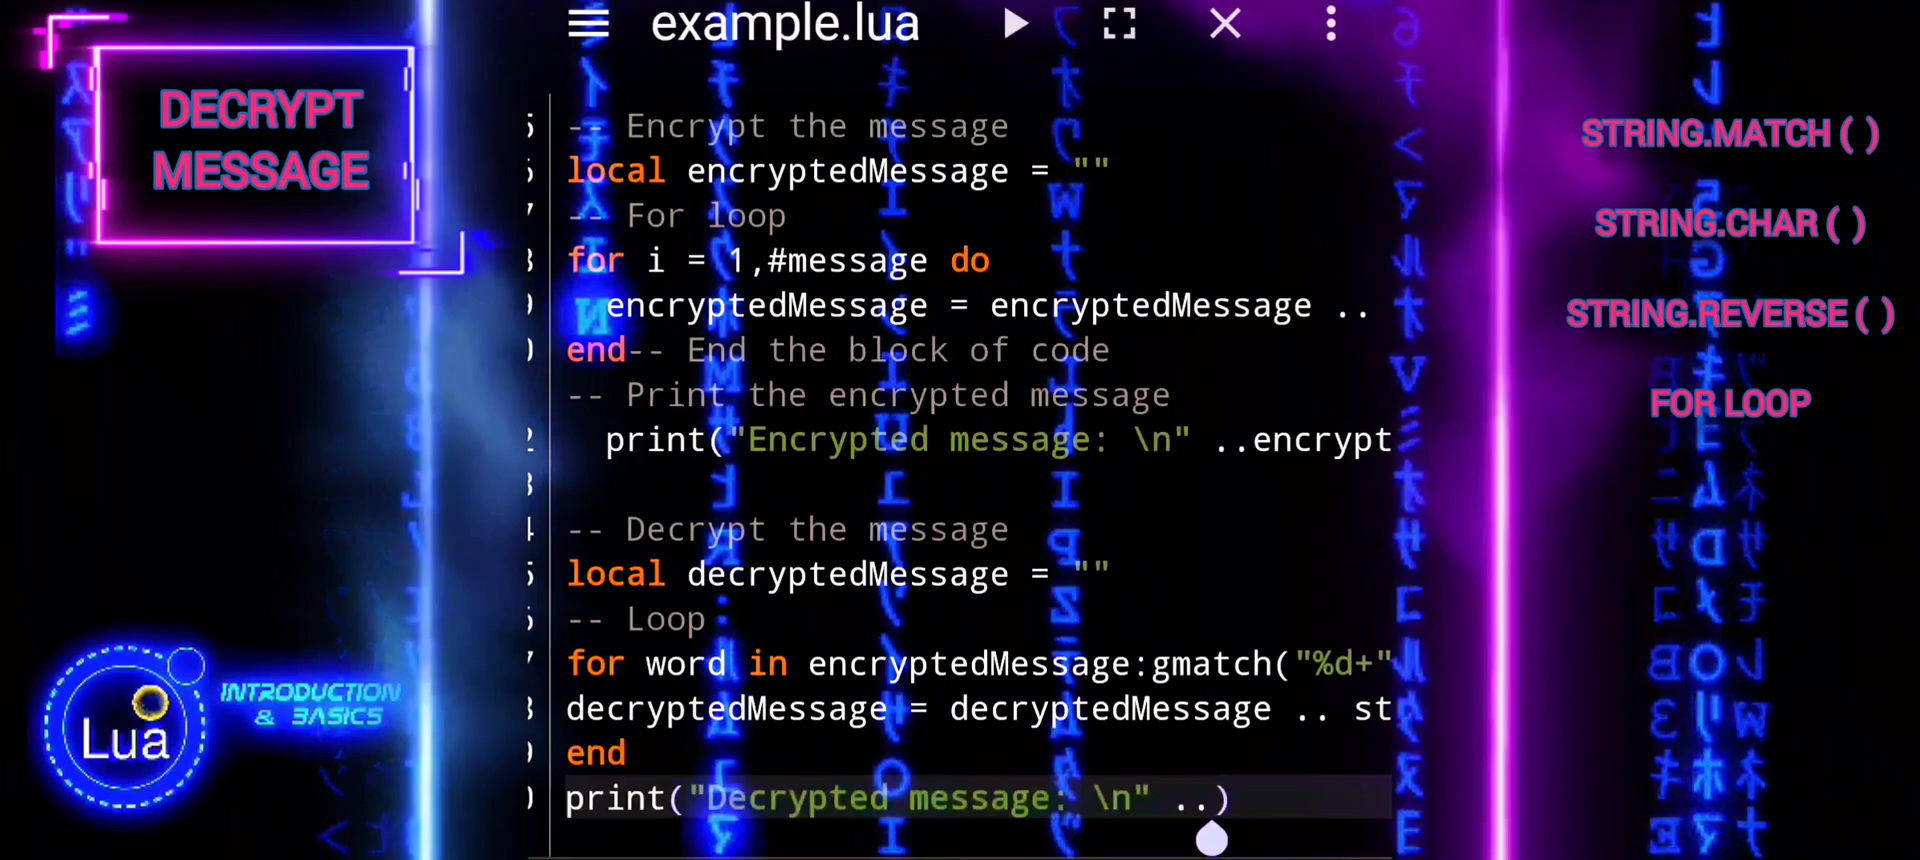 DECRYPT
MESSAGE
example.lua
-- Encrypt the message
local encryptedMessage = ""
-- For loop
for i = 1,#message do
encryptedMessage = encryptedMessage ..
end-- End the block of code
-- Print the encrypted message
print("Encrypted message: \n" ..encrypt
-- Decrypt the message
local decryptedMessage = ""
-- Loop
for word in encryptedMessage:gmatch("%d+"
decryptedMessage = decryptedMessage .. st
end
print("Decrypted message: \n" ..)
STRING.MATCH ( )
STRING.CHAR ( )
STRING.REVERSE ( )
FOR LOOP
Lua
INTRODUCTION
& BASICS